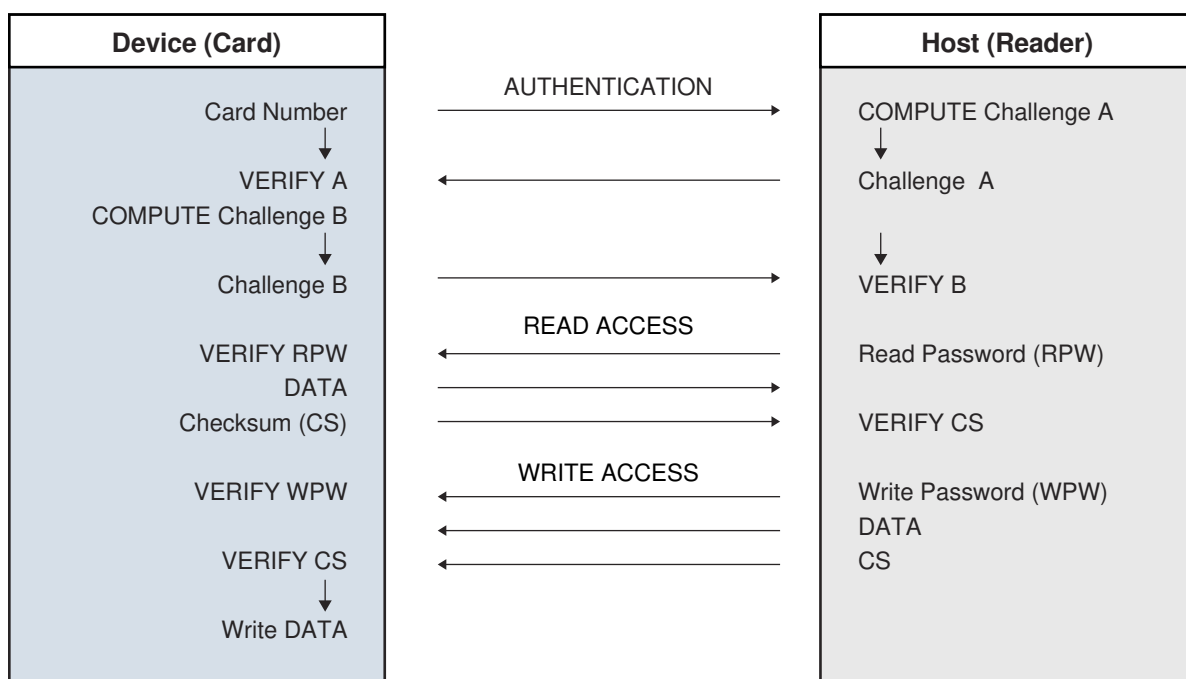 Device (Card)
Host (Reader)
AUTHENTICATION
Card Number
COMPUTE Challenge A
VERIFY A
Challenge A
COMPUTE Challenge B
Challenge B
VERIFY B
READ ACCESS
VERIFY RPW
Read Password (RPW)
DATA
Checksum (CS)
VERIFY CS
WRITE ACCESS
VERIFY WPW
Write Password (WPW)
DATA
VERIFY CS
CS
Write DATA